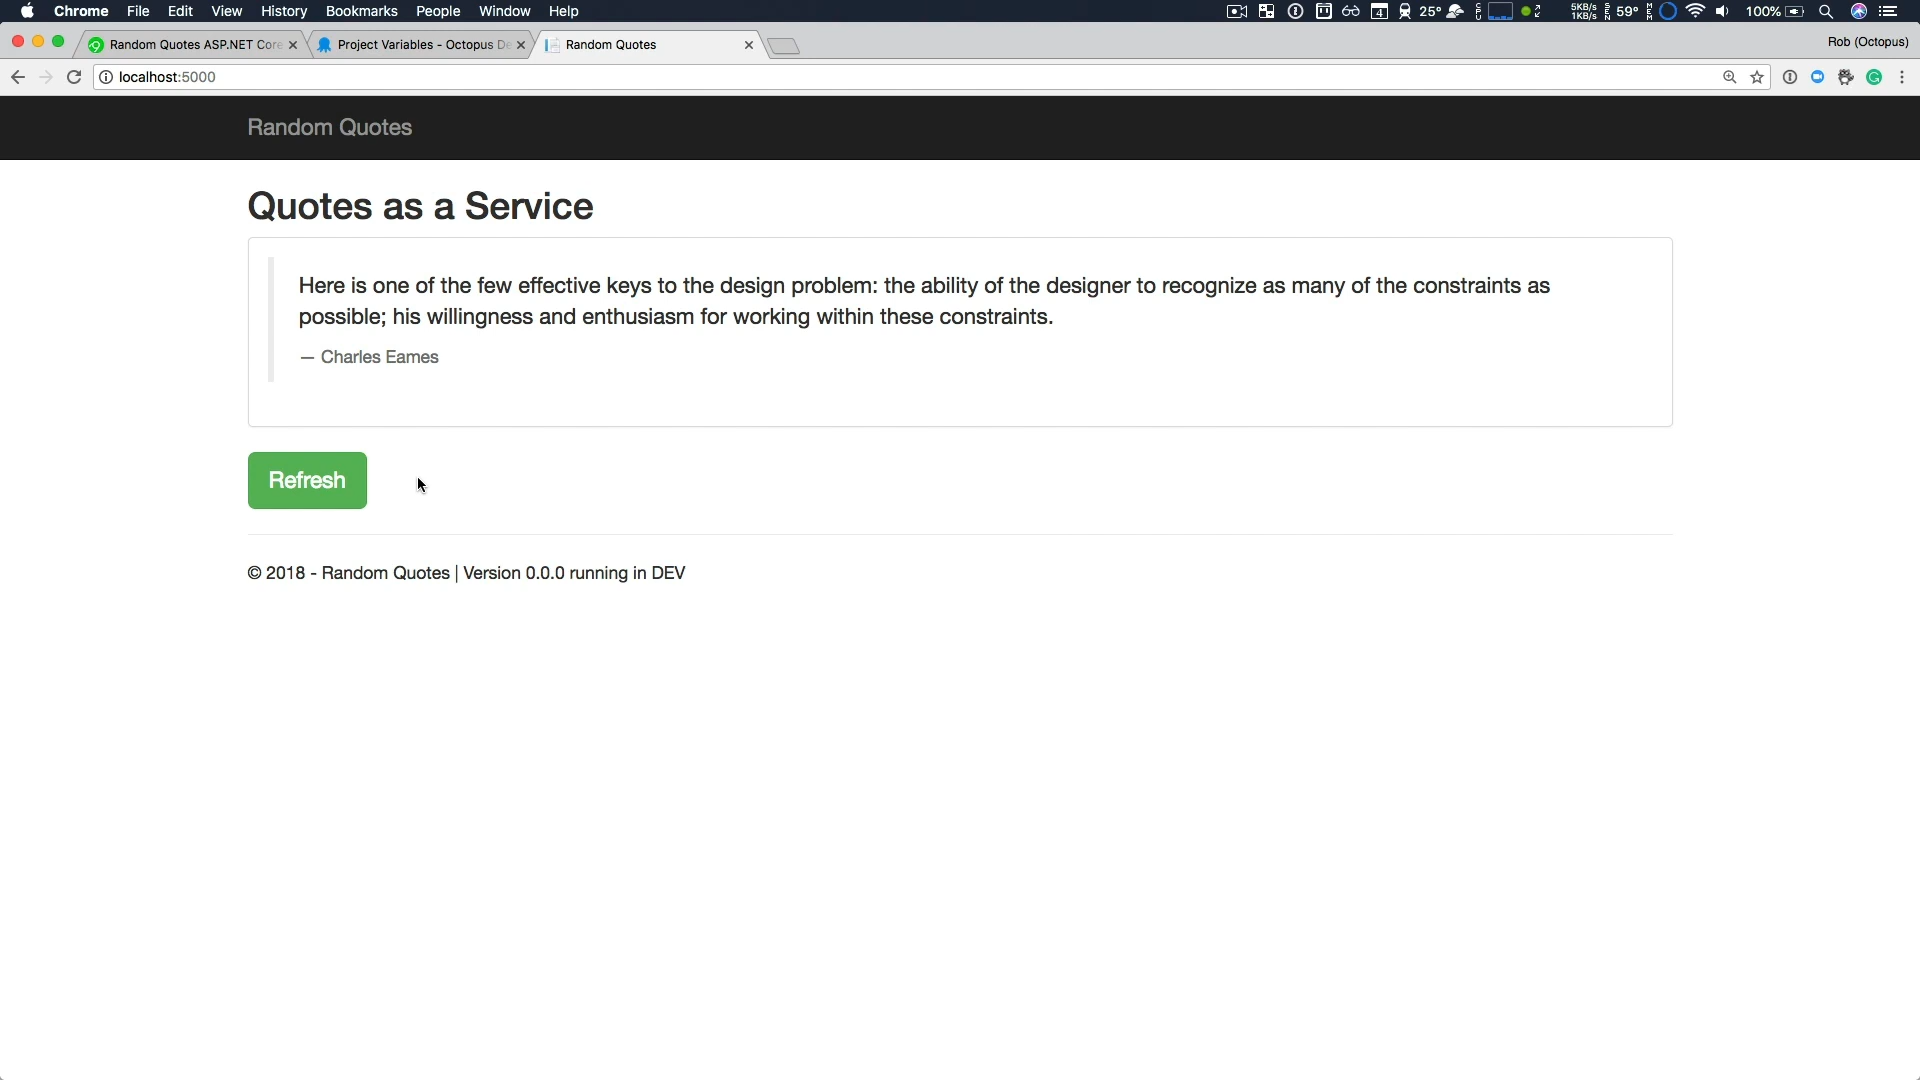 Chrome File Edit View History Bookmarks People Window Help 4 25° 5KB/s 1KB/s 59° 100%
Random Quotes ASP.NET Core Project Variables - Octopus De Random Quotes Rob (Octopus)
localhost:5000
Random Quotes
Quotes as a Service
Here is one of the few effective keys to the design problem: the ability of the designer to recognize as many of the constraints as
possible; his willingness and enthusiasm for working within these constraints.
— Charles Eames
Refresh
© 2018 - Random Quotes | Version 0.0.0 running in DEV